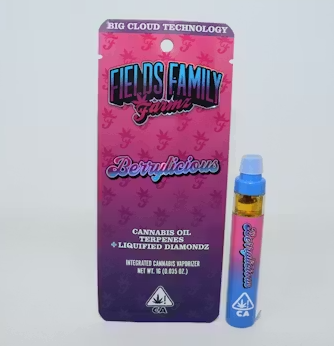 BIG CLOUD TECHNOLOGY
FIELDS FAMILY
Farmz
Berrylicious
CANNABIS OIL
TERPENES
+ LIQUIFIED DIAMONDZ
INTEGRATED CANNABIS VAPORIZER
NET WT. 1G (0.035 OZ.)
CA
Berrylicious